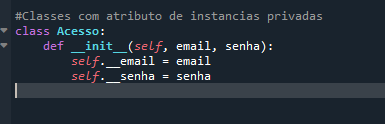 #Classes com atributo de instancias privadas
class Acesso:
    def __init__(self, email, senha):
        self.__email = email
        self.__senha = senha